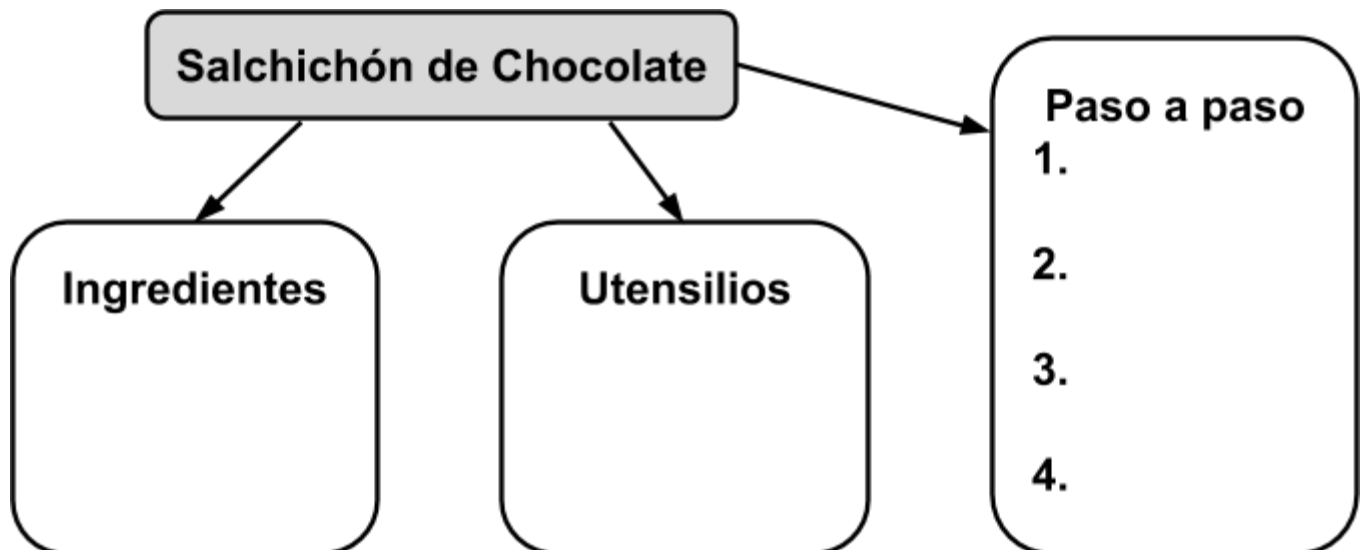 Salchichón de Chocolate
Ingredientes
Utensilios
Paso a paso
1.
2.
3.
4.